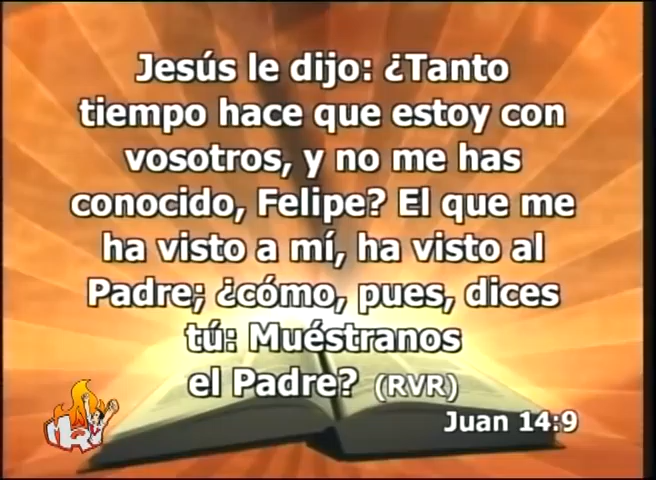 Jesús le dijo: ¿Tanto
tiempo hace que estoy con
vosotros, y no me has
conocido, Felipe? El que me
ha visto a mí, ha visto al
Padre; ¿cómo, pues, dices
tú: Muéstranos
el Padre? (RVR)
Juan 14:9